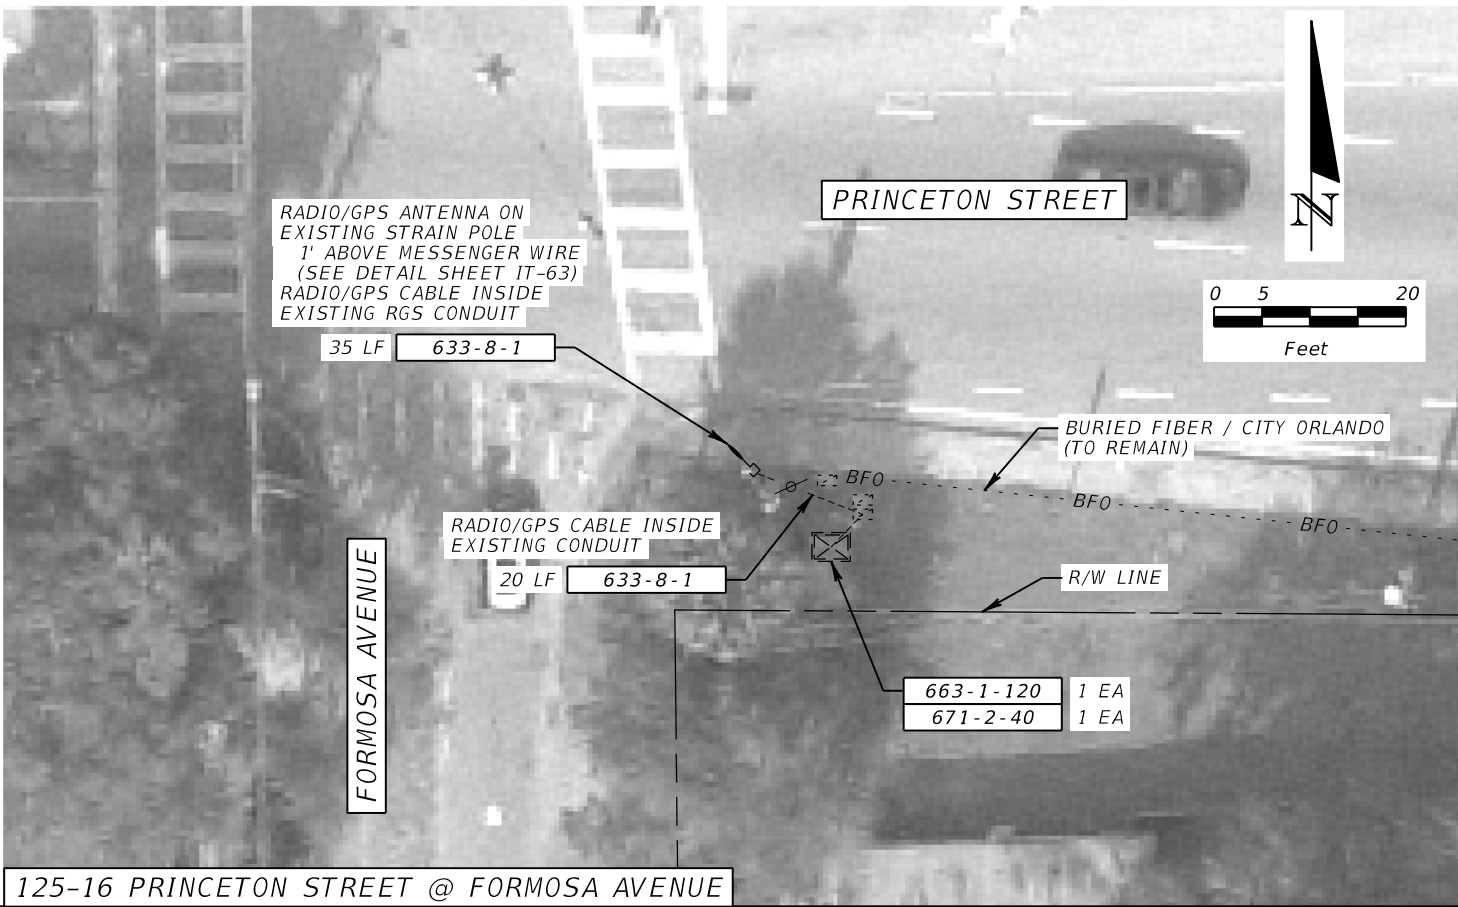 N
PRINCETON STREET
RADIO/GPS ANTENNA ON
EXISTING STRAIN POLE
1' ABOVE MESSENGER WIRE
(SEE DETAIL SHEET IT-63)
RADIO/GPS CABLE INSIDE
EXISTING RGS CONDUIT
35 LF 633-8-1
0 5 20
Feet
BURIED FIBER / CITY ORLANDO
(TO REMAIN)
BFO
BFO
BFO
RADIO/GPS CABLE INSIDE
EXISTING CONDUIT
20 LF 633-8-1
R/W LINE
FORMOSA AVENUE
663-1-120 1 EA
671-2-40 1 EA
125-16 PRINCETON STREET @ FORMOSA AVENUE